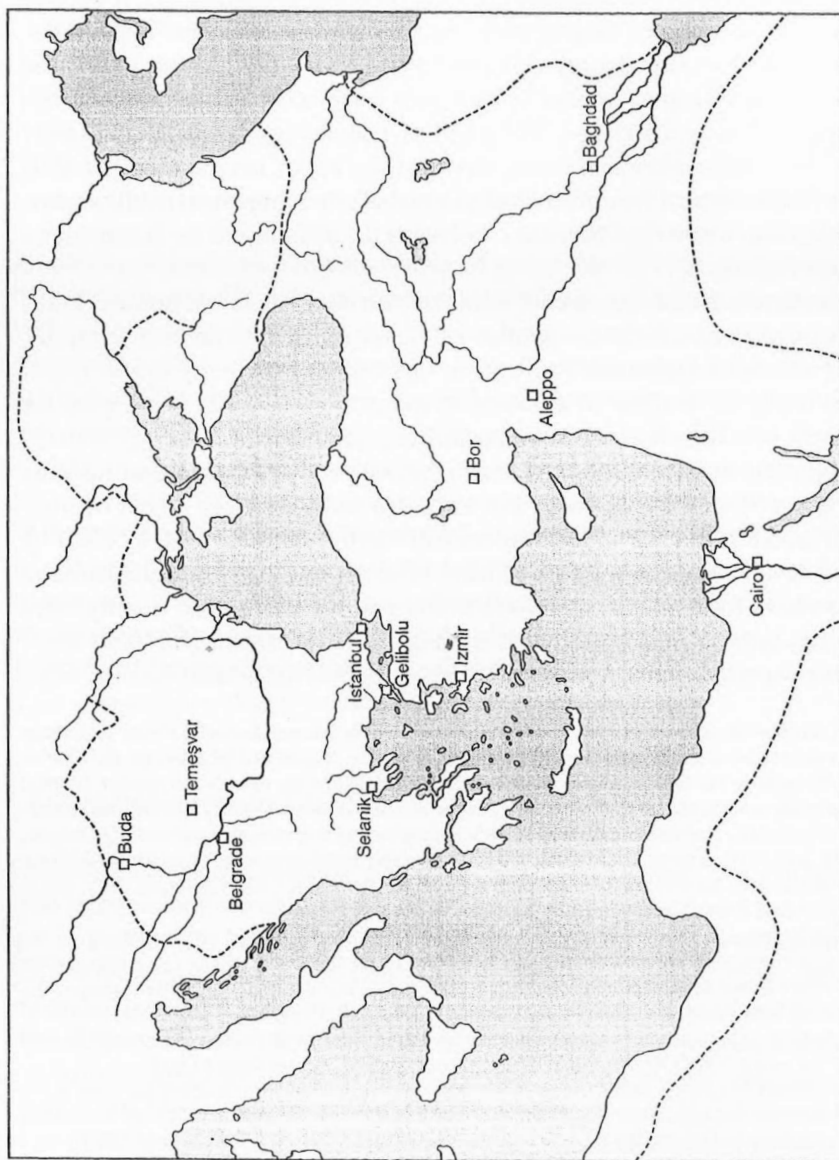 Buda
Temeşvar
Belgrade
Istanbul
Gelibolu
Selanik
Izmir
Bor
Aleppo
Baghdad
Cairo